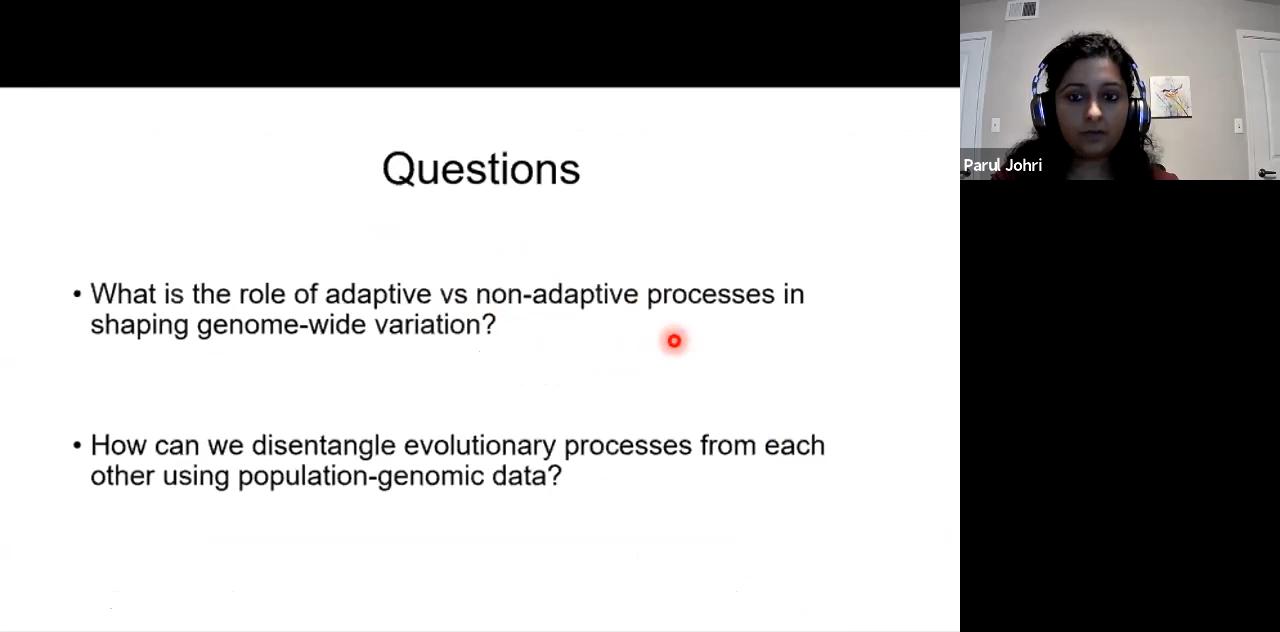 Questions
• What is the role of adaptive vs non-adaptive processes in
shaping genome-wide variation?
• How can we disentangle evolutionary processes from each
other using population-genomic data?
Parul Johri